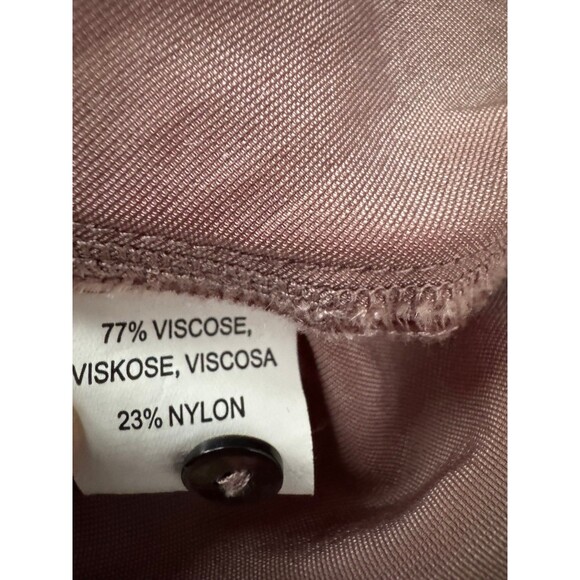 77% VISCOSE,
VISKOSE, VISCOSA
23% NYLON